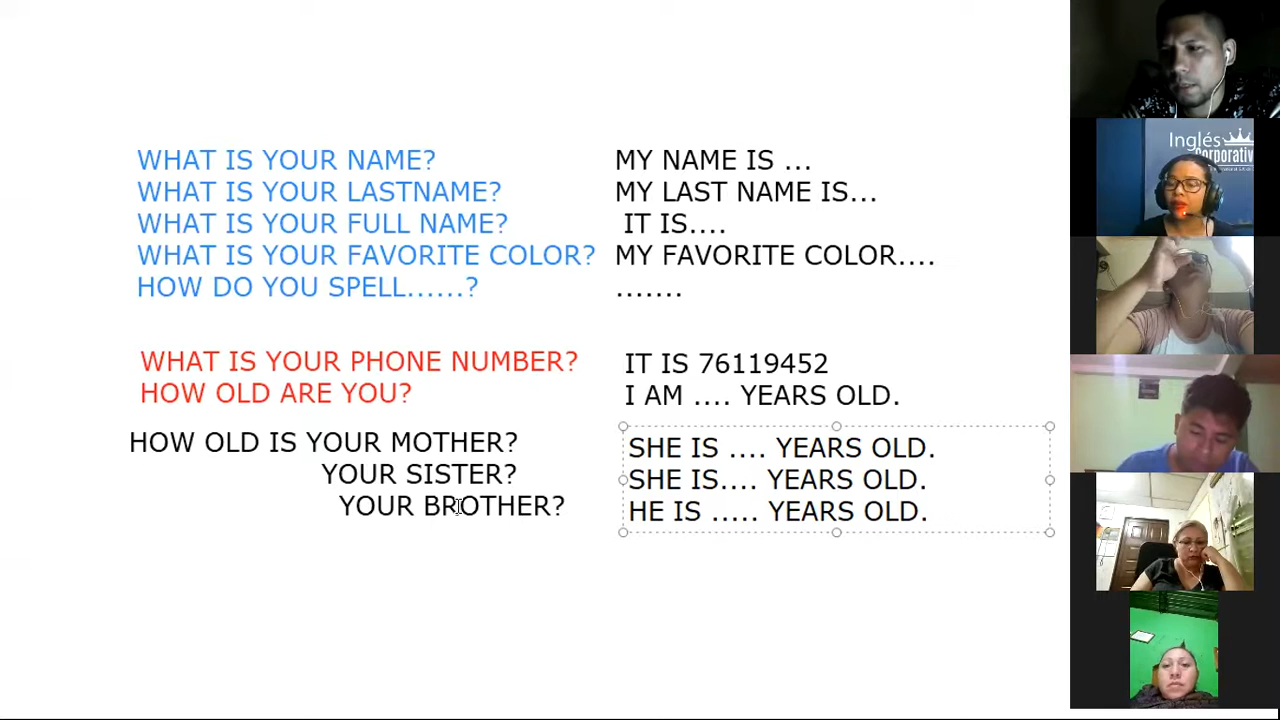 WHAT IS YOUR NAME? MY NAME IS ...
WHAT IS YOUR LASTNAME? MY LAST NAME IS...
WHAT IS YOUR FULL NAME? IT IS....
WHAT IS YOUR FAVORITE COLOR? MY FAVORITE COLOR....
HOW DO YOU SPELL......? .......
WHAT IS YOUR PHONE NUMBER? IT IS 76119452
HOW OLD ARE YOU? I AM .... YEARS OLD.
HOW OLD IS YOUR MOTHER? SHE IS .... YEARS OLD.
YOUR SISTER? SHE IS.... YEARS OLD.
YOUR BROTHER? HE IS ..... YEARS OLD.
Inglés
Corporativ